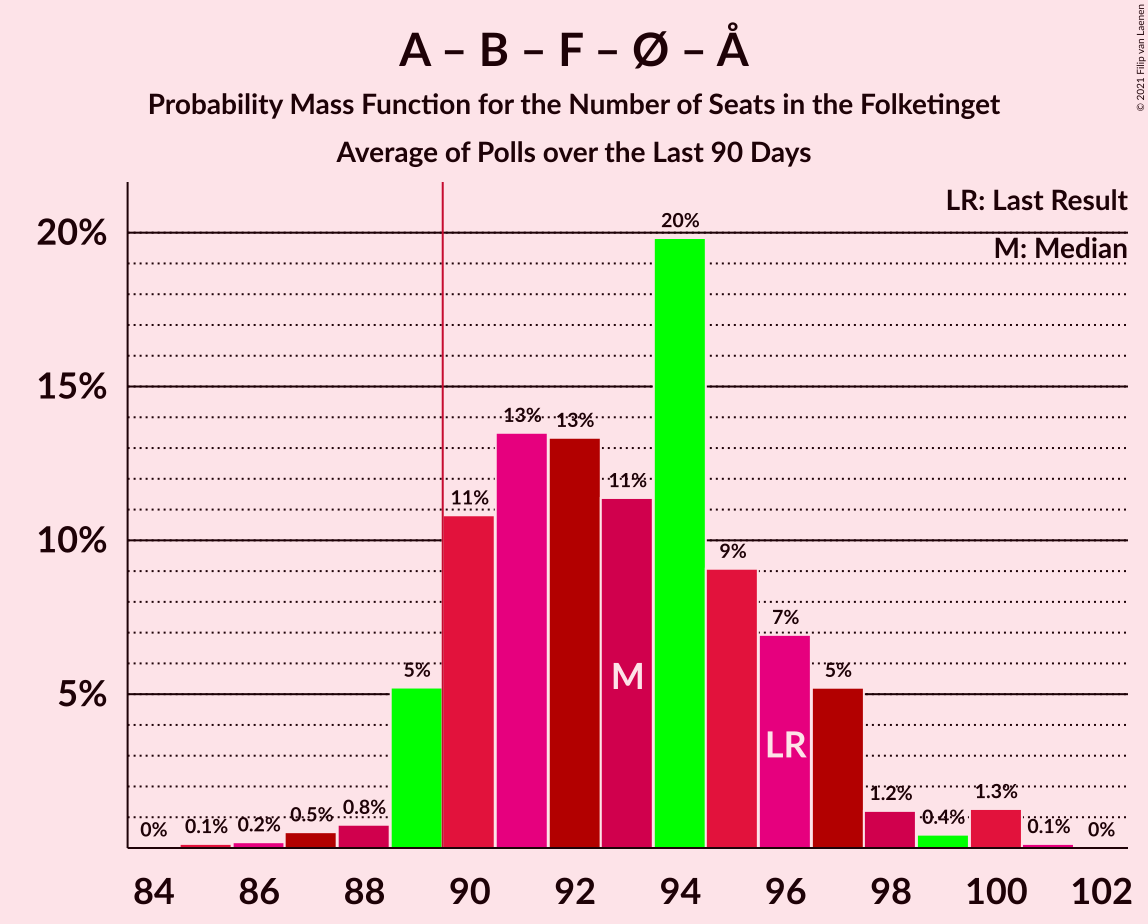 A – B – F – Ø – Å
Probability Mass Function for the Number of Seats in the Folketinget
Average of Polls over the Last 90 Days
© 2021 Filip van Laenen
LR: Last Result
M: Median
20%
15%
10%
5%
0% 0.1% 0.2% 0.5% 0.8% 5% 11% 13% 13% 11% 20% 9% 7% 5% 1.2% 0.4% 1.3% 0.1% 0%
M
LR
84 86 88 90 92 94 96 98 100 102